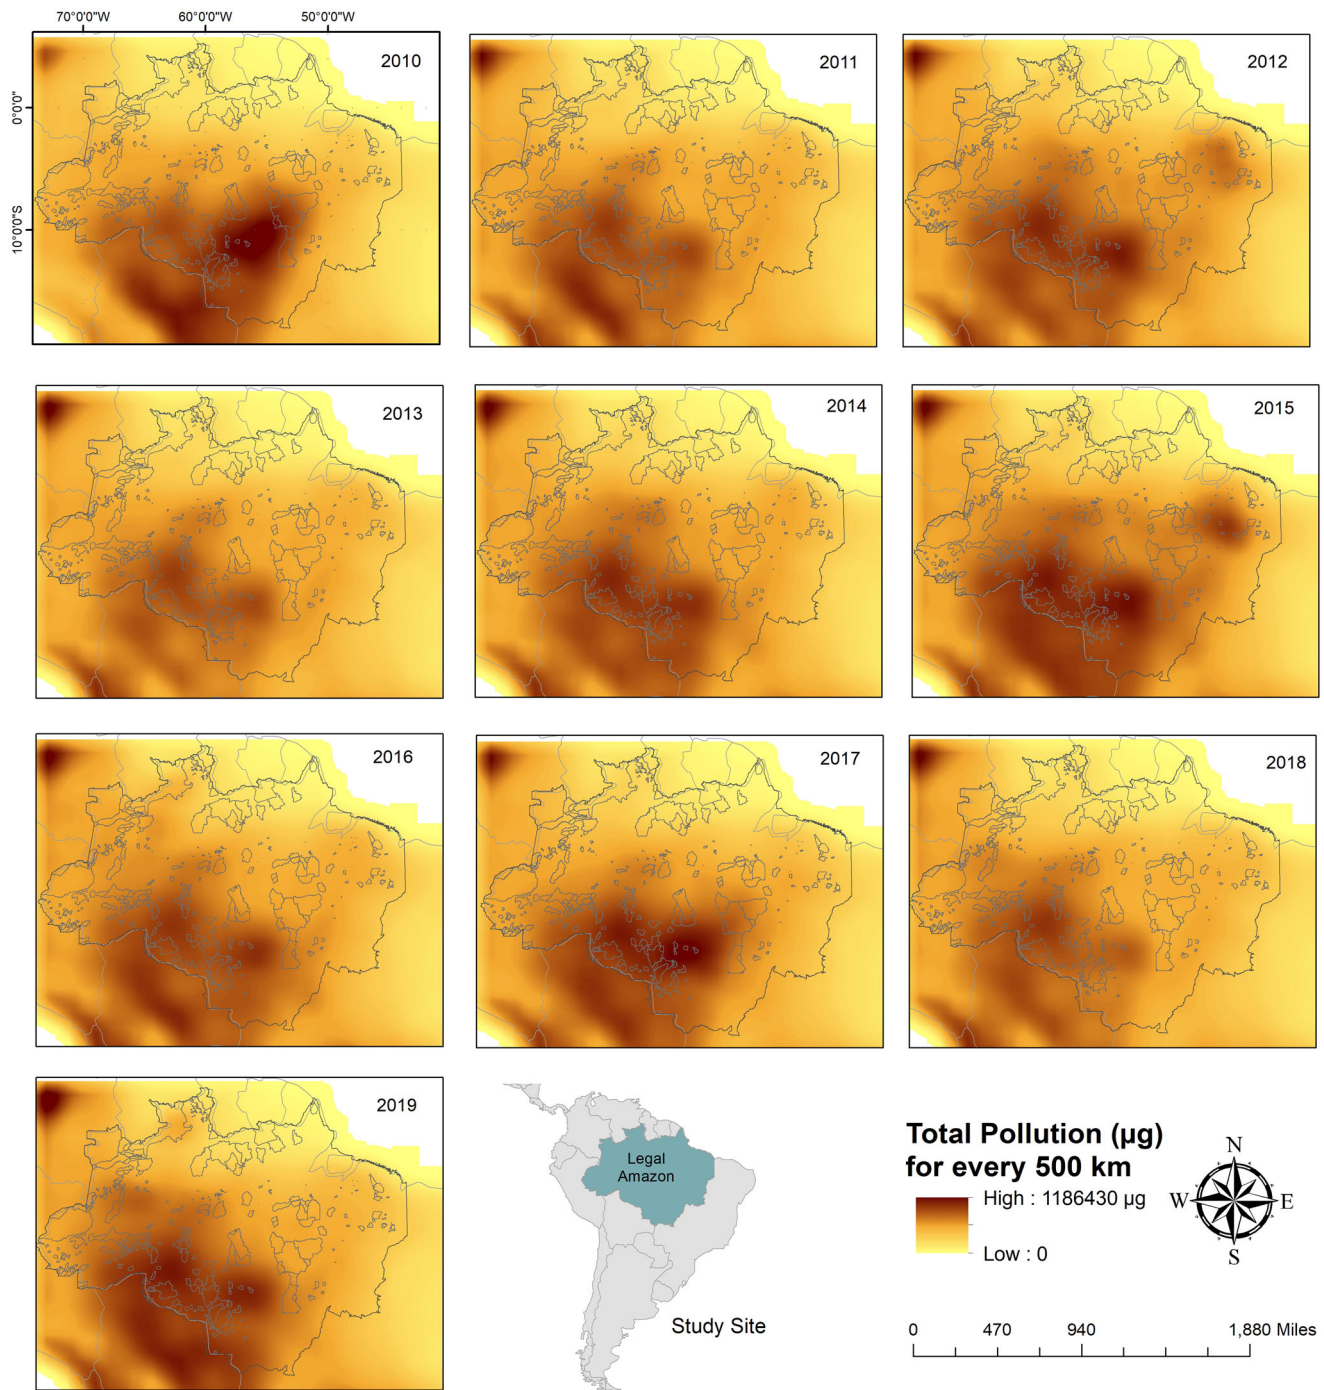 70°0'0"W
60°0'0"W
50°0'0"W
0°0'0"
10°0'0"S
2010
2011
2012
2013
2014
2015
2016
2017
2018
2019
Legal
Amazon
Study Site
Total Pollution (µg)
for every 500 km
High : 1186430 µg
Low : 0
N
W
E
S
0
470
940
1,880 Miles